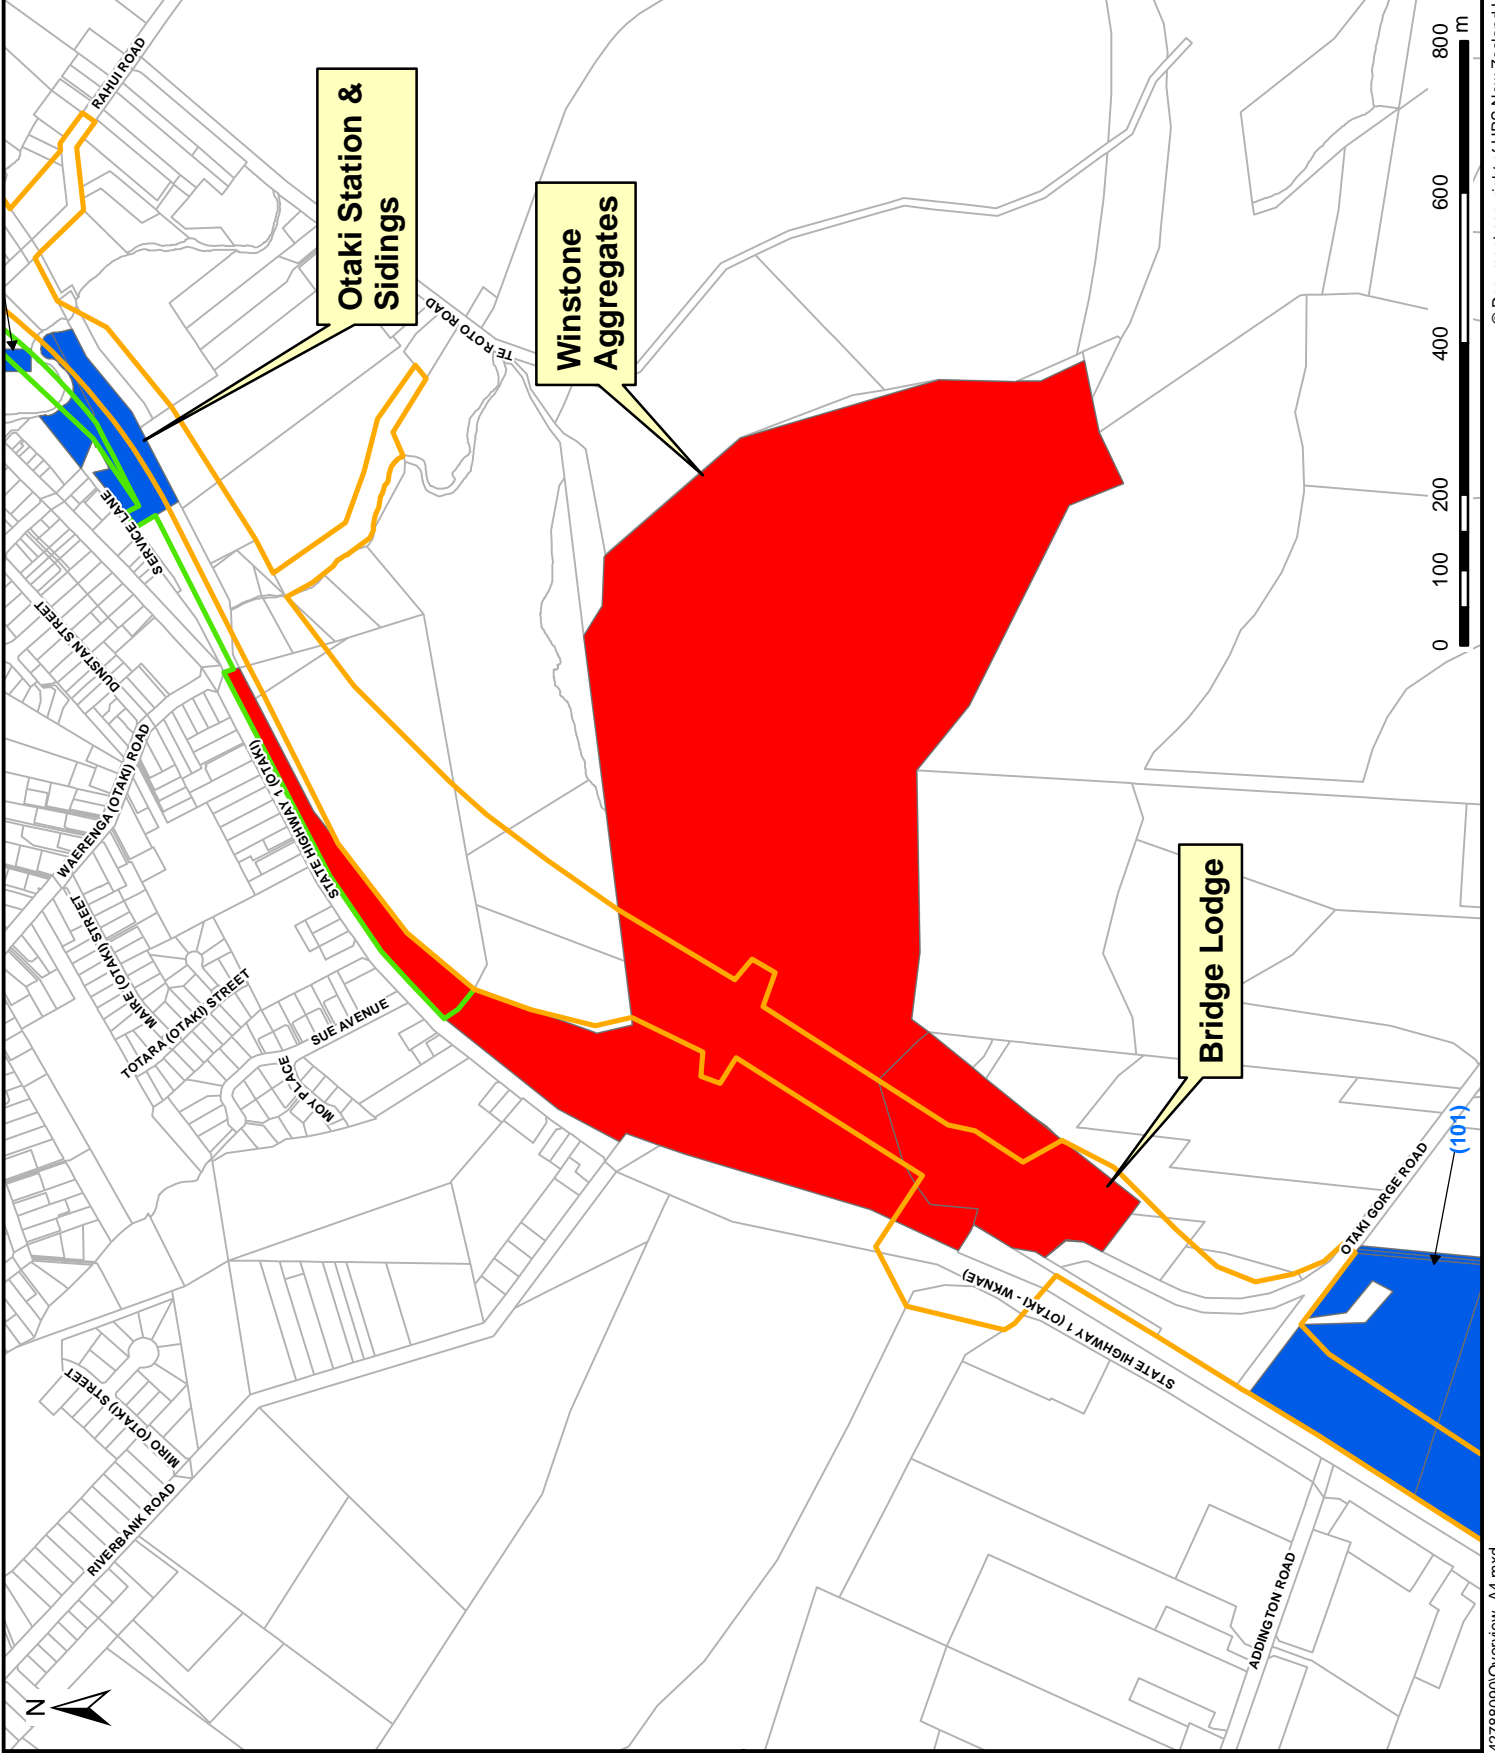 N
RAHUI ROAD
Otaki Station &
Sidings
TE ROTO ROAD
SERVICE LANE
DUNSTAN STREET
WAERENGA (OTAKI) ROAD
STATE HIGHWAY 1 (OTAKI)
MAIRE (OTAKI) STREET
TOTARA (OTAKI) STREET
SUE AVENUE
MOY PLACE
MIRO (OTAKI) STREET
RIVERBANK ROAD
Winstone
Aggregates
Bridge Lodge
STATE HIGHWAY 1 (OTAKI - WKNAE)
OTAKI GORGE ROAD
(101)
ADDINGTON ROAD
0 100 200 400 600 800
m